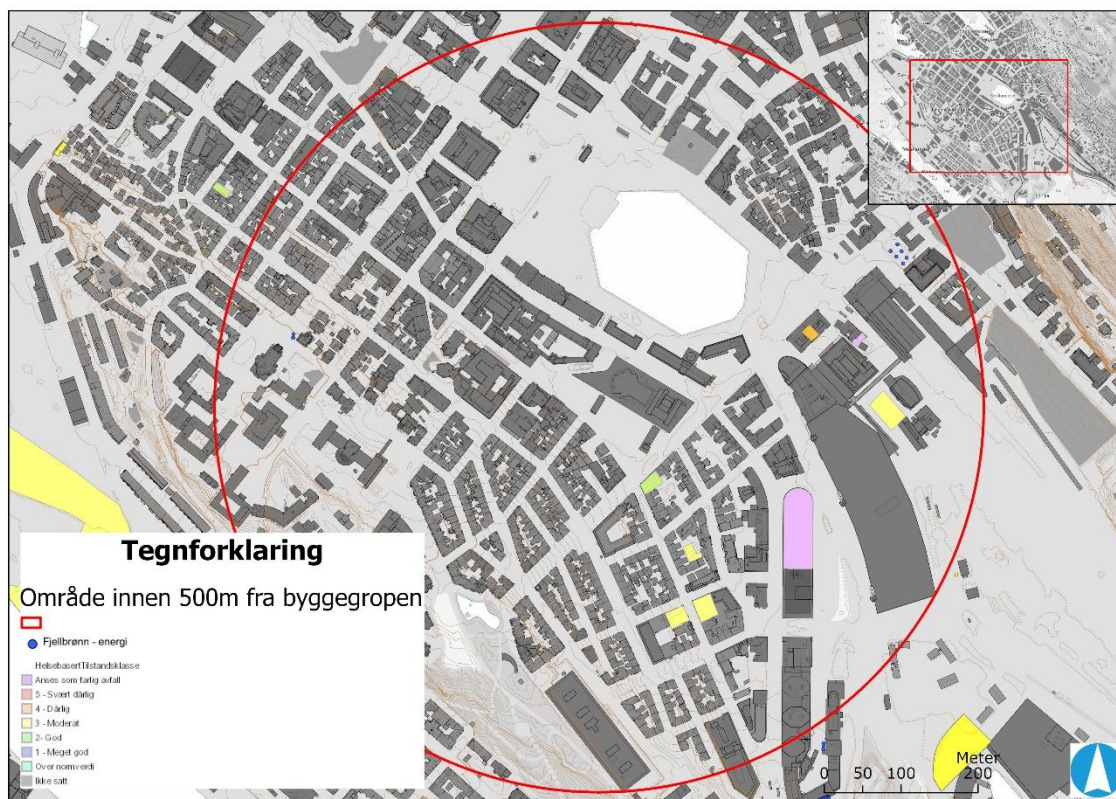 Tegnforklaring
Område innen 500m fra byggegropen
Fjellbrønn - energi
HelsebasertTilstandsklasse
Anses som farlig avfall
5 - Svært dårlig
4 - Dårlig
3 - Moderat
2- God
1 - Meget god
Over normverdi
Ikke satt
Meter
0 50 100 200